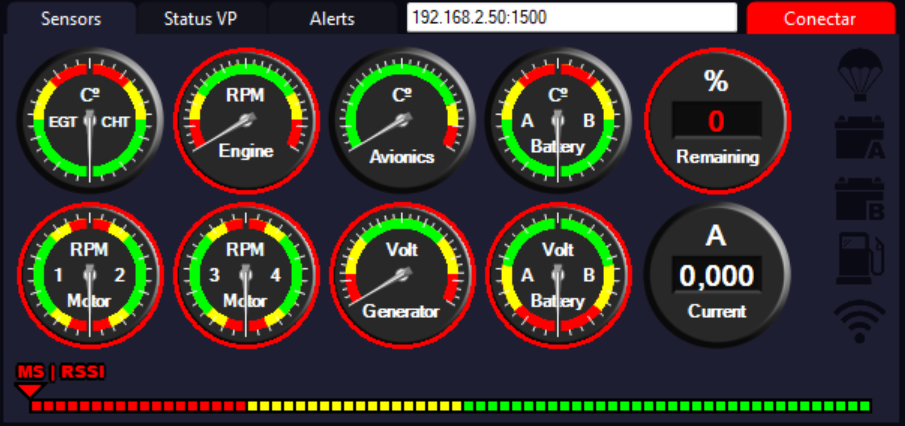 Sensors Status VP Alerts 192.168.2.50:1500 Conectar
Cº
EGT CHT
RPM
Engine
Cº
Avionics
Cº
A B
Battery
%
0
Remaining
A
RPM
1 2
Motor
RPM
3 4
Motor
Volt
Generator
Volt
A B
Battery
A
0,000
Current
B
MS | RSSI